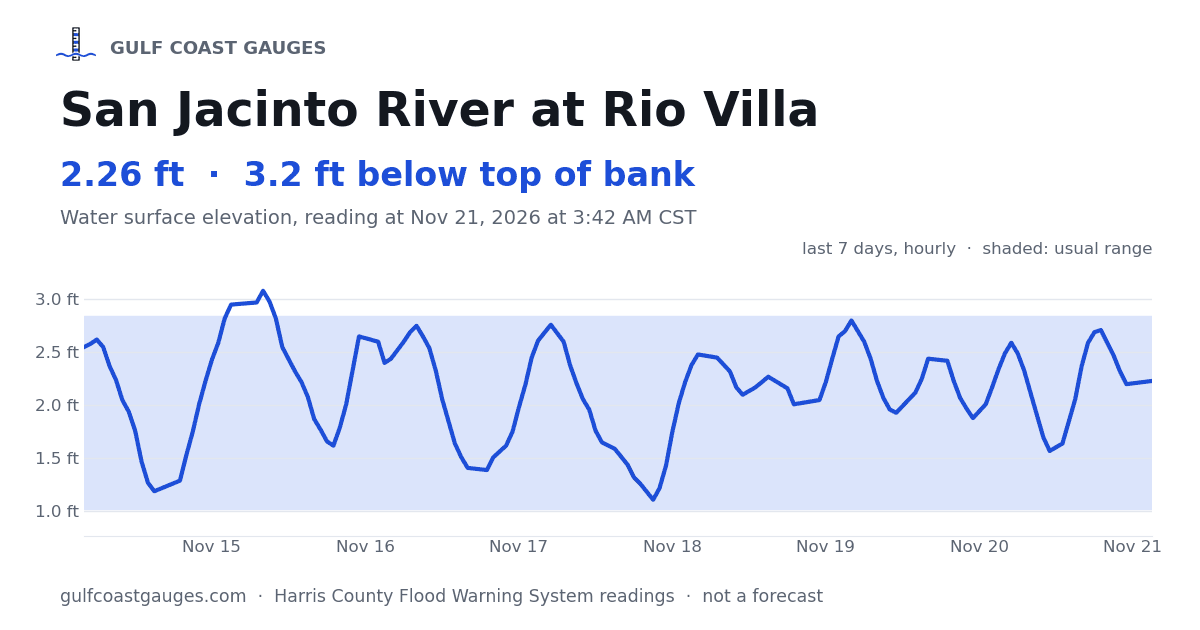 GULF COAST GAUGES
San Jacinto River at Rio Villa
2.26 ft · 3.2 ft below top of bank
Water surface elevation, reading at Nov 21, 2026 at 3:42 AM CST
last 7 days, hourly · shaded: usual range
3.0 ft
2.5 ft
2.0 ft
1.5 ft
1.0 ft
Nov 15 Nov 16 Nov 17 Nov 18 Nov 19 Nov 20 Nov 21
gulfcoastgauges.com · Harris County Flood Warning System readings · not a forecast